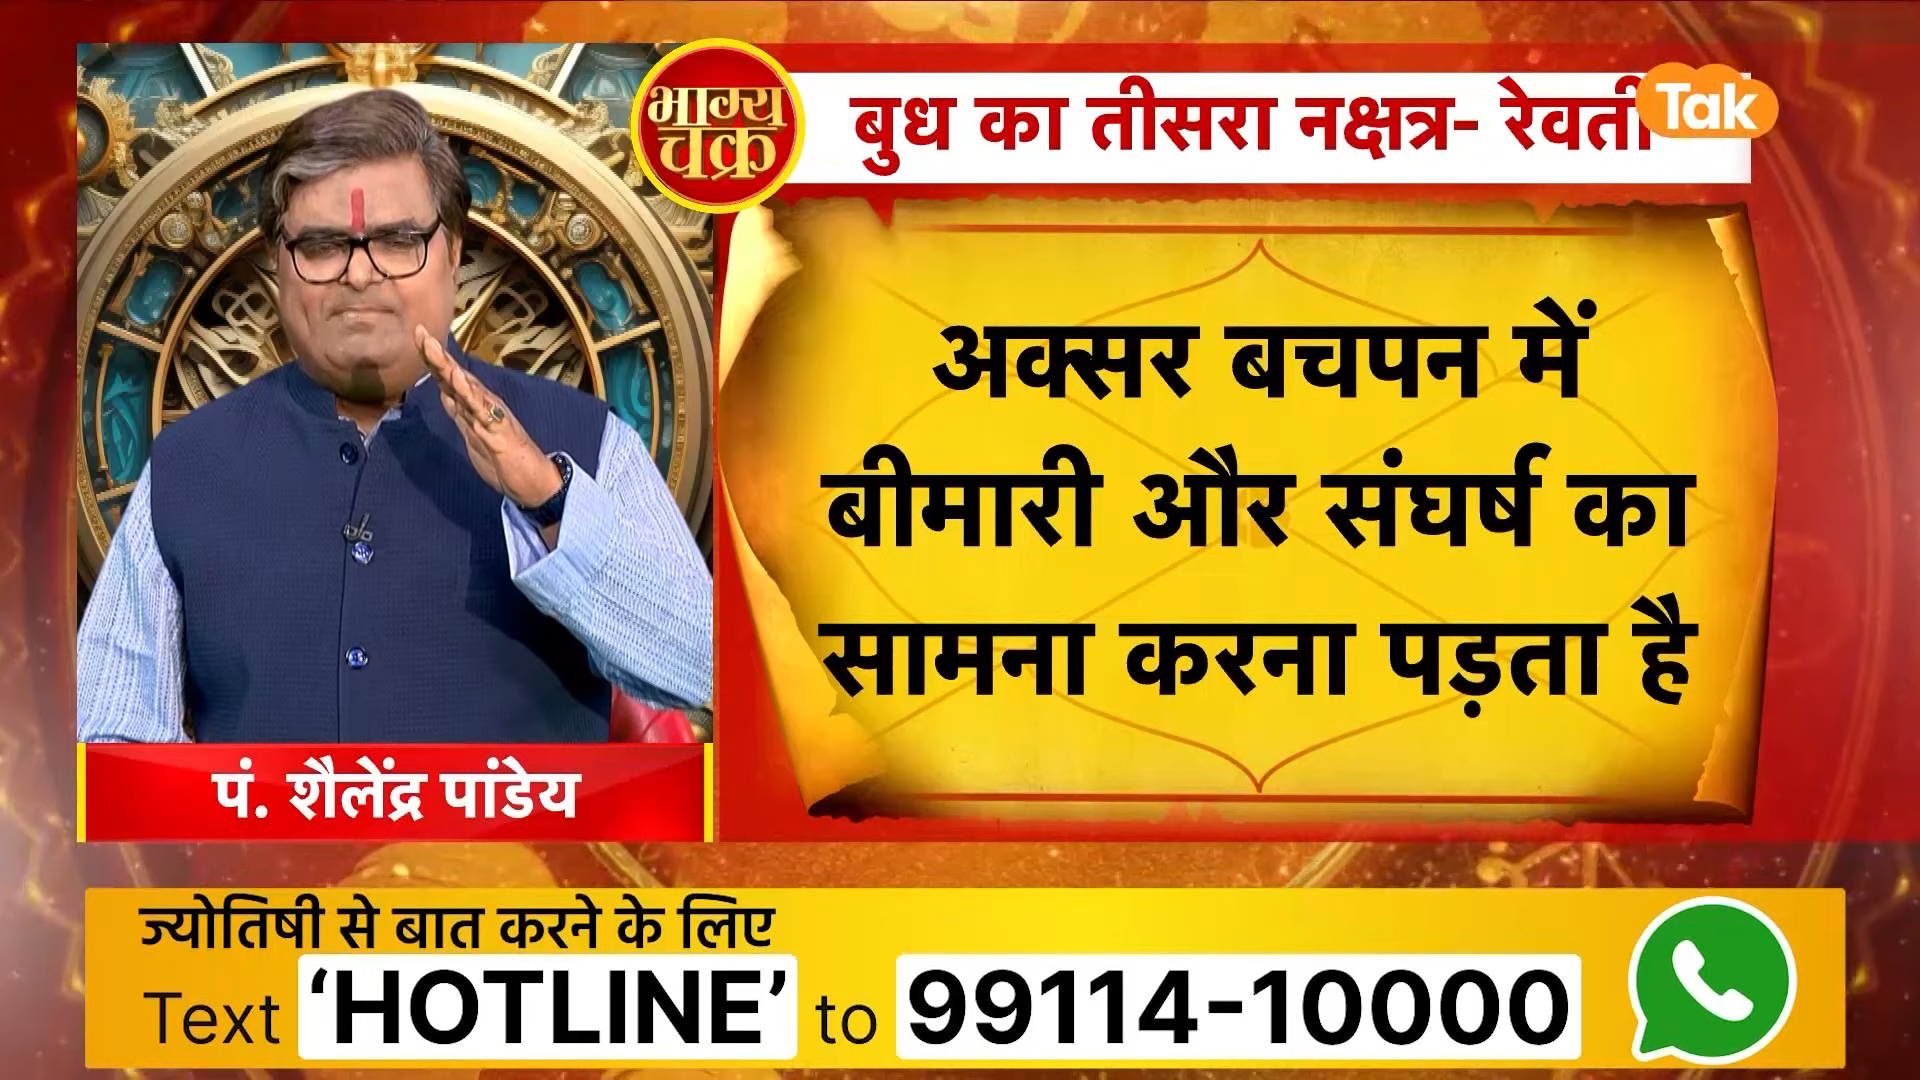 भाग्य
चक्र
बुध का तीसरा नक्षत्र- रेवती
Tak
अक्सर बचपन में
बीमारी और संघर्ष का
सामना करना पड़ता है
पं. शैलेंद्र पांडेय
ज्योतिषी से बात करने के लिए
Text ‘HOTLINE’ to 99114-10000